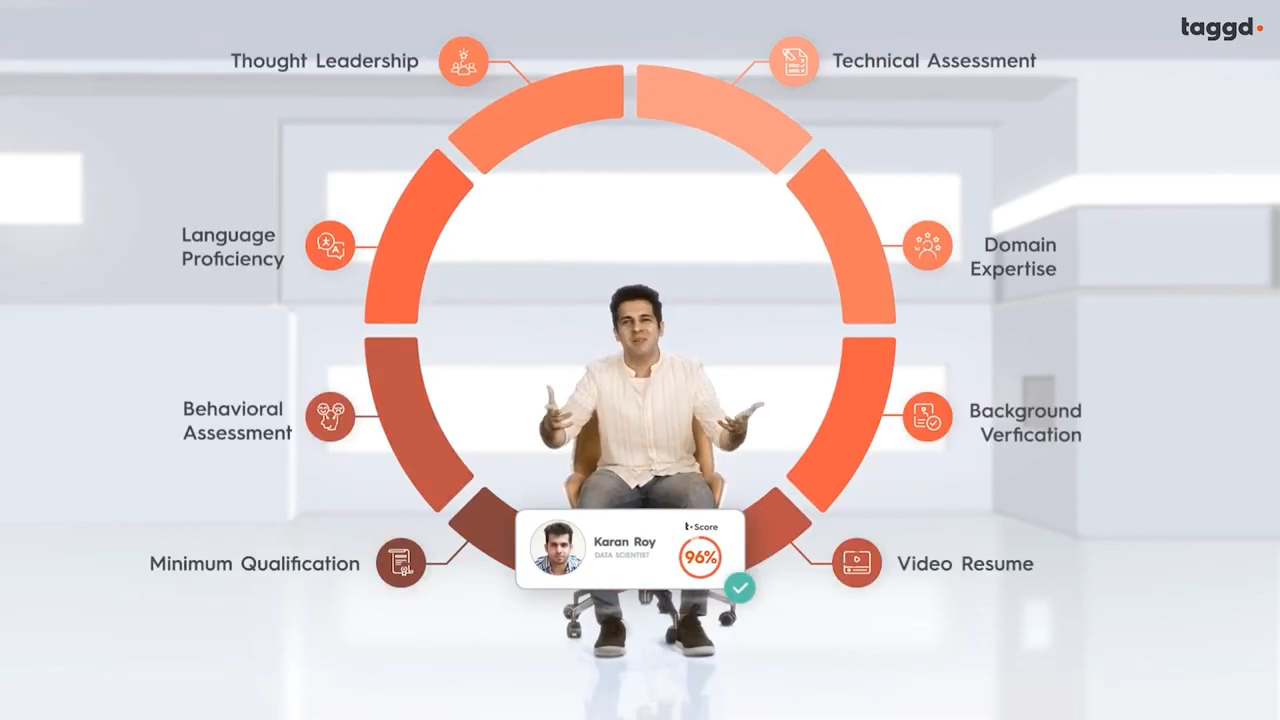 taggd
Thought Leadership
Technical Assessment
Language
Proficiency
Domain
Expertise
Behavioral
Assessment
Background
Verfication
Minimum Qualification
Video Resume
Karan Roy
DATA SCIENTIST
t Score
96%